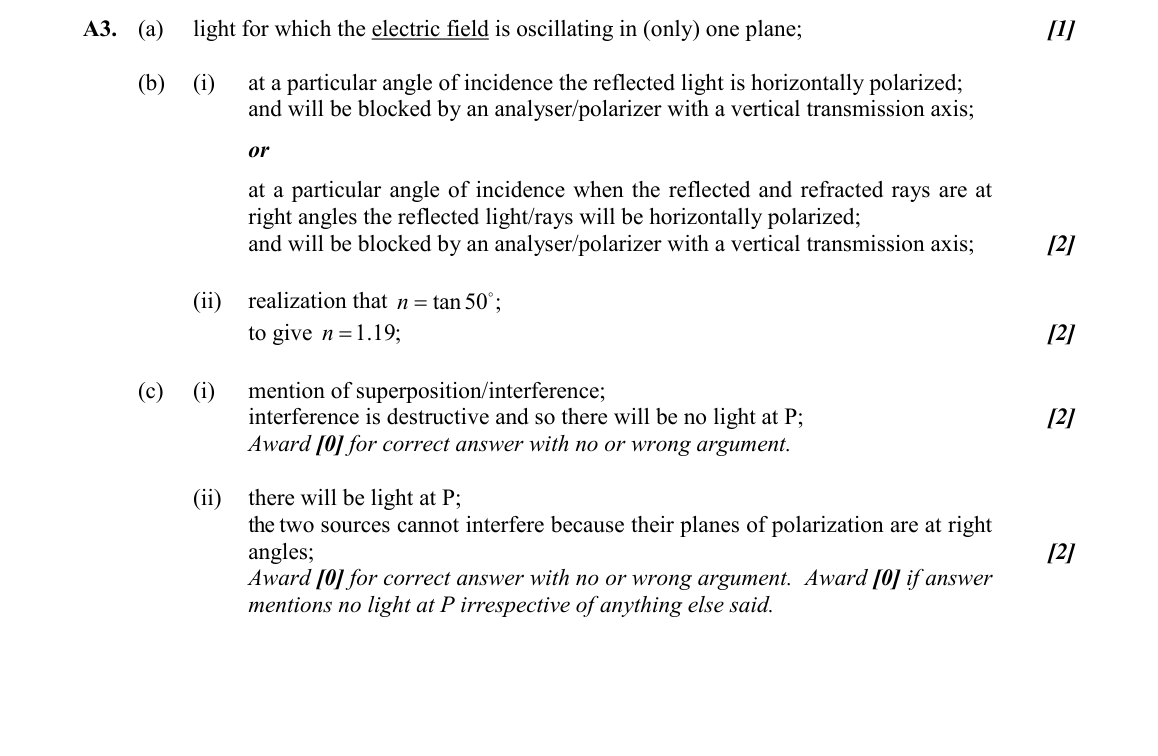 A3. (a) light for which the electric field is oscillating in (only) one plane; [1]
(b) (i) at a particular angle of incidence the reflected light is horizontally polarized;
and will be blocked by an analyser/polarizer with a vertical transmission axis;
or
at a particular angle of incidence when the reflected and refracted rays are at
right angles the reflected light/rays will be horizontally polarized;
and will be blocked by an analyser/polarizer with a vertical transmission axis; [2]
(ii) realization that n = tan 50°;
to give n = 1.19; [2]
(c) (i) mention of superposition/interference;
interference is destructive and so there will be no light at P; [2]
Award [0] for correct answer with no or wrong argument.
(ii) there will be light at P;
the two sources cannot interfere because their planes of polarization are at right
angles; [2]
Award [0] for correct answer with no or wrong argument. Award [0] if answer
mentions no light at P irrespective of anything else said.